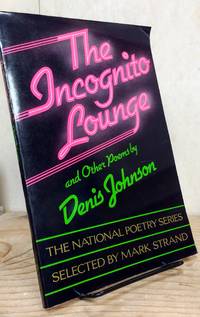 The
Incognito
Lounge
and Other Poems by
Denis Johnson
THE NATIONAL POETRY SERIES
SELECTED BY MARK STRAND